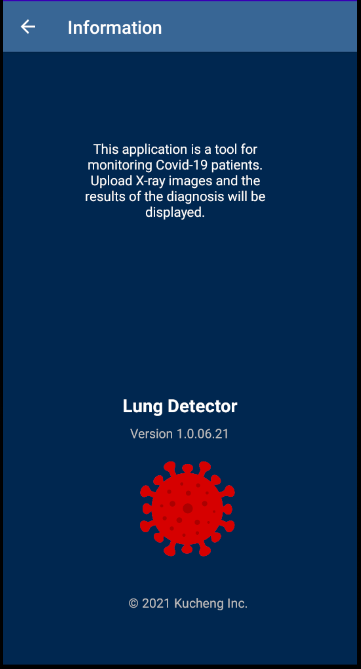 Information
This application is a tool for
monitoring Covid-19 patients.
Upload X-ray images and the
results of the diagnosis will be
displayed.
Lung Detector
Version 1.0.06.21
© 2021 Kucheng Inc.